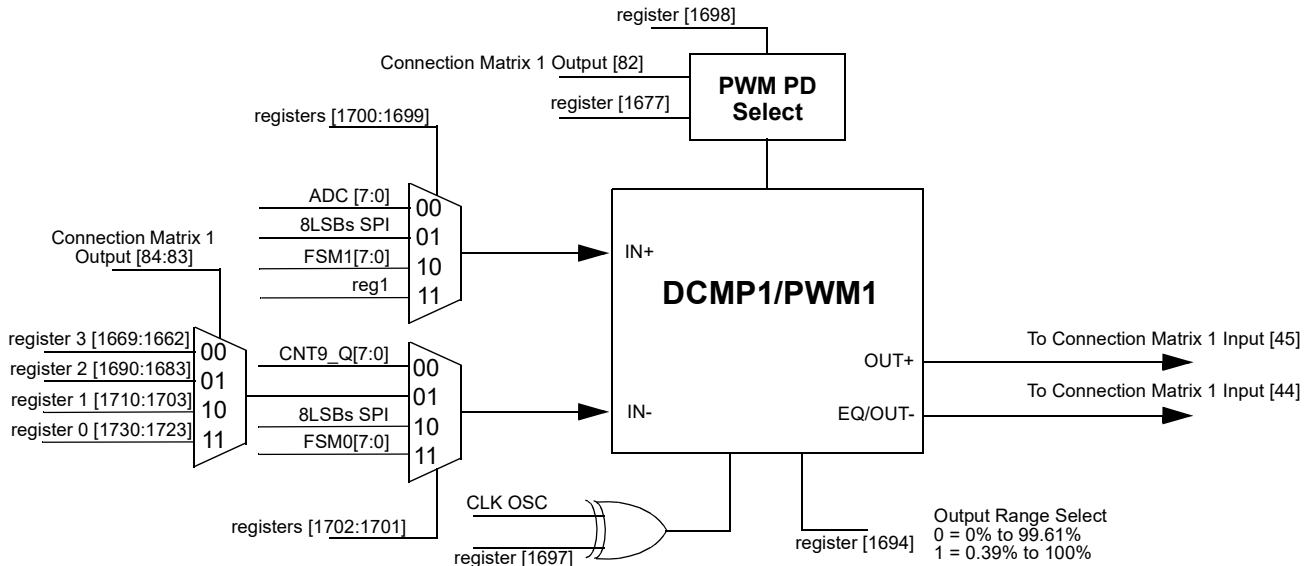 register [1698]
Connection Matrix 1 Output [82]
register [1677]
PWM PD
Select
registers [1700:1699]
ADC [7:0]
8LSBs SPI
FSM1[7:0]
reg1
00
01
10
11
Connection Matrix 1
Output [84:83]
register 3 [1669:1662]
register 2 [1690:1683]
register 1 [1710:1703]
register 0 [1730:1723]
00
01
10
11
CNT9_Q[7:0]
8LSBs SPI
FSM0[7:0]
00
01
10
11
registers [1702:1701]
IN+
DCMP1/PWM1
IN-
OUT+
EQ/OUT-
To Connection Matrix 1 Input [45]
To Connection Matrix 1 Input [44]
CLK OSC
register [1697]
register [1694]
Output Range Select
0 = 0% to 99.61%
1 = 0.39% to 100%